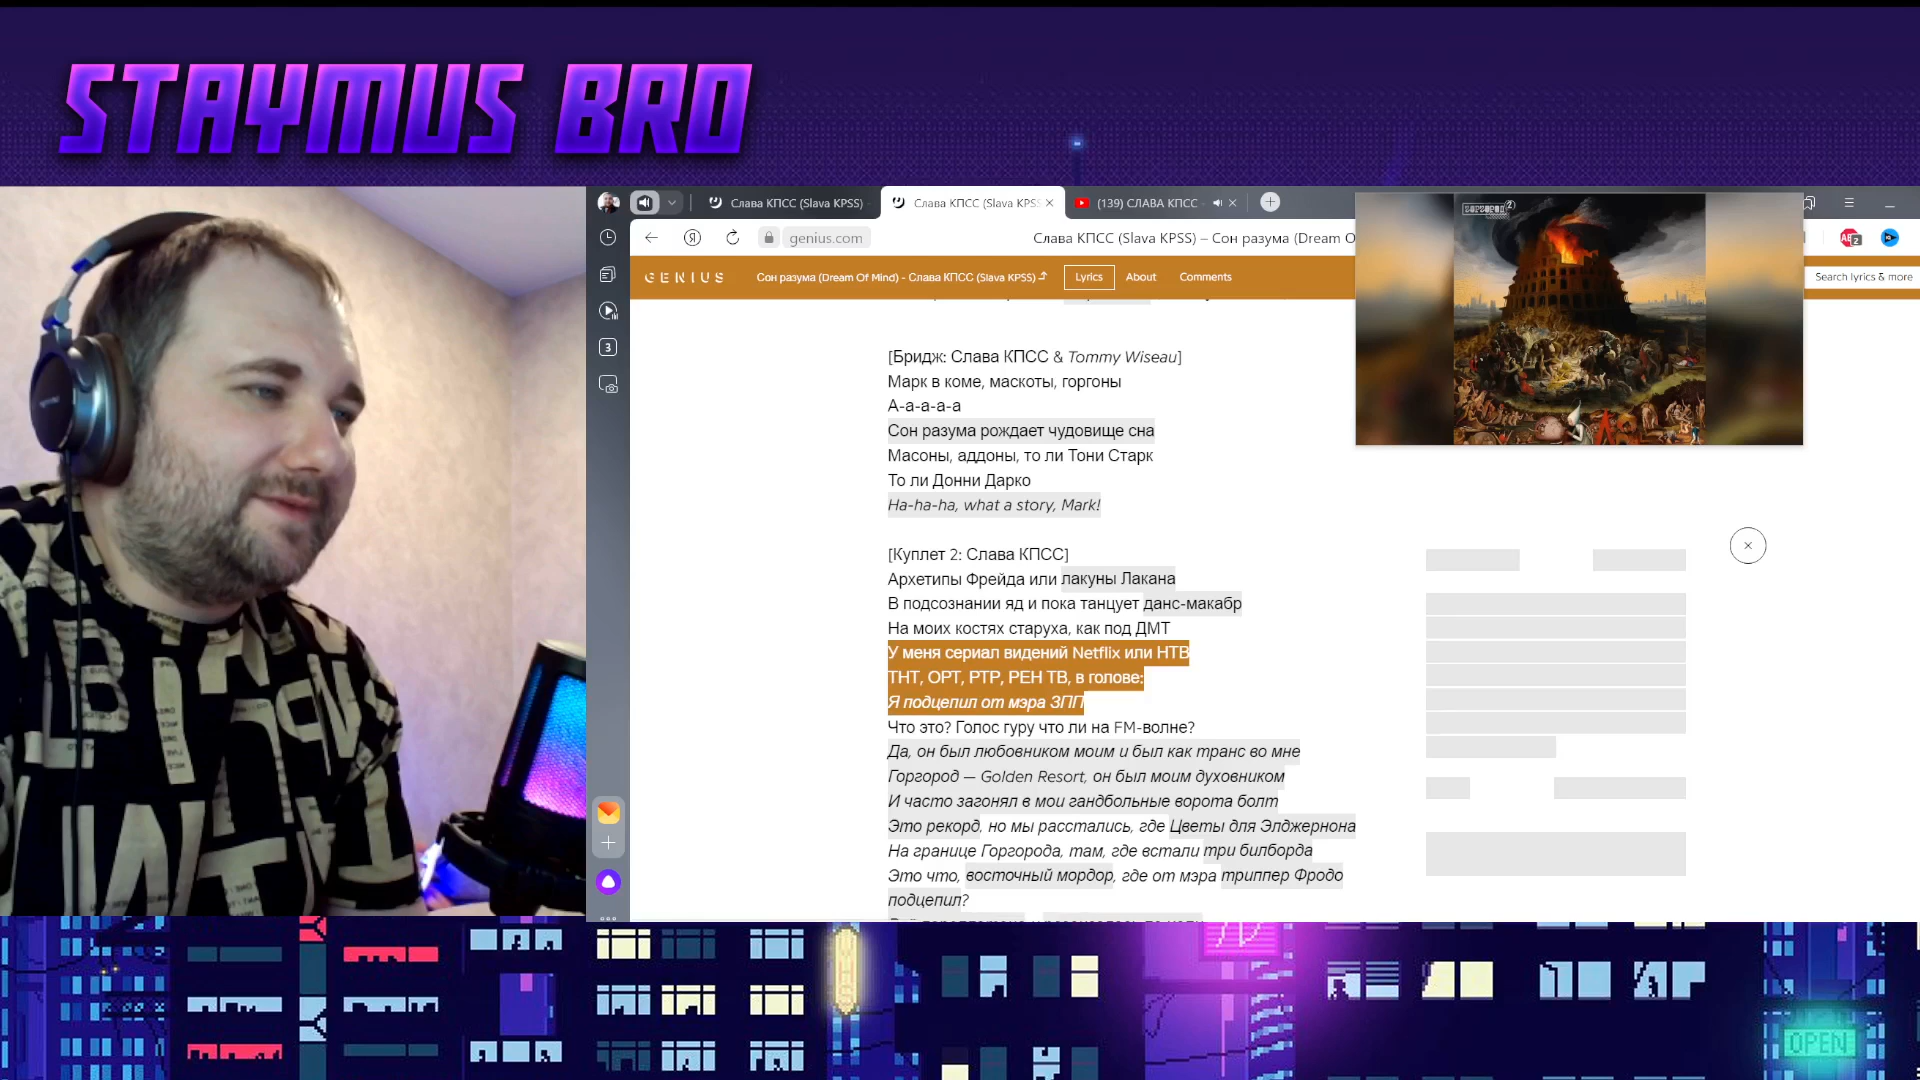 STAYMUS BRO
Слава КПСС (Slava KPSS)
Слава КПСС (Slava KPSS
(139) СЛАВА КПСС
genius.com
Слава КПСС (Slava KPSS) – Сон разума (Dream O
ГОРГОРОД 2
GENIUS
Сон разума (Dream Of Mind) - Слава КПСС (Slava KPSS)
Lyrics
About
Comments
Search lyrics & more
[Бридж: Слава КПСС & Tommy Wiseau]
Марк в коме, маскоты, горгоны
А-а-а-а-а
Сон разума рождает чудовище сна
Масоны, аддоны, то ли Тони Старк
То ли Донни Дарко
Ha-ha-ha, what a story, Mark!
[Куплет 2: Слава КПСС]
Архетипы Фрейда или лакуны Лакана
В подсознании яд и пока танцует данс-макабр
На моих костях старуха, как под ДМТ
У меня сериал видений Netflix или НТВ
ТНТ, ОРТ, РТР, РЕН ТВ, в голове:
Я подцепил от мэра ЗПП
Что это? Голос гуру что ли на FM-волне?
Да, он был любовником моим и был как транс во мне
Горгород — Golden Resort, он был моим духовником
И часто загонял в мои гандбольные ворота болт
Это рекорд, но мы расстались, где Цветы для Элджернона
На границе Горгорода, там, где встали три билборда
Это что, восточный мордор, где от мэра триппер Фродо
подцепил?
OPEN